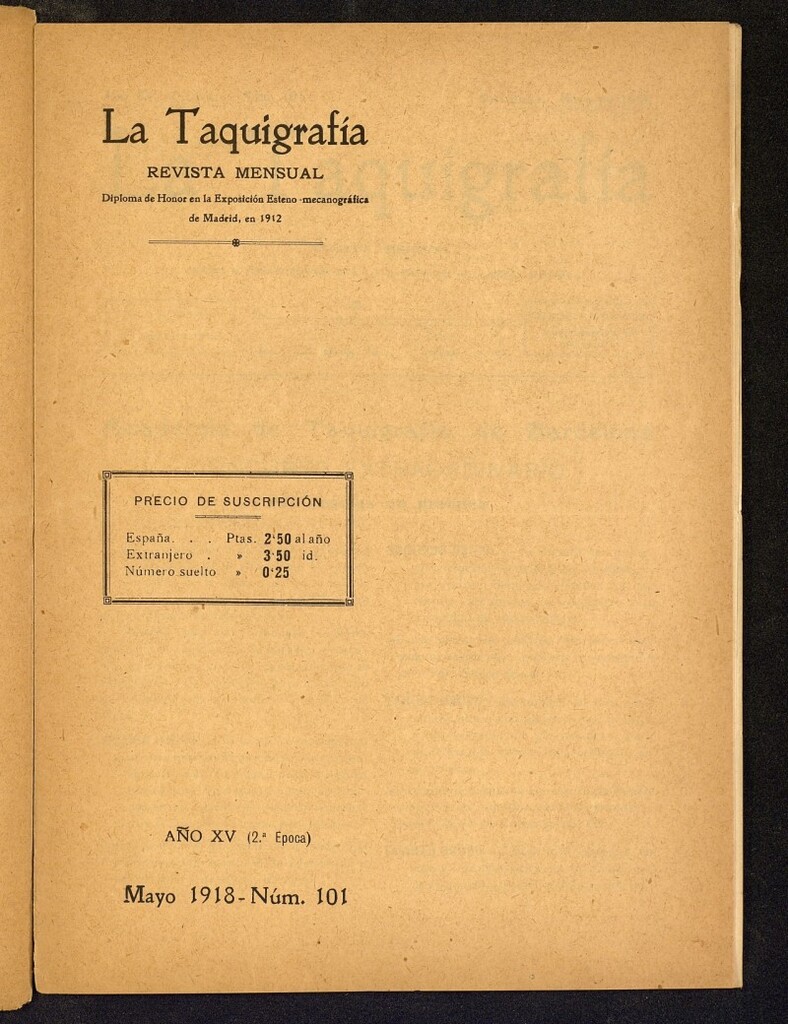 La Taquigrafía
REVISTA MENSUAL
Diploma de Honor en la Exposición Esteno-mecanográfica
de Madrid, en 1912
PRECIO DE SUSCRIPCIÓN
España. . . Ptas. 2'50 al año
Extranjero . » 3'50 id.
Número suelto » 0'25
AÑO XV (2.ª Epoca)
Mayo 1918-Núm. 101